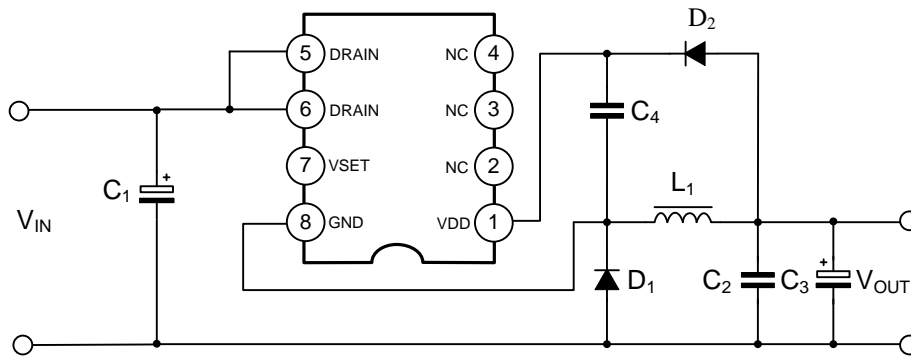 D2
5 DRAIN NC 4
6 DRAIN NC 3
C4
7 VSET NC 2
C1
L1
VIN
8 GND VDD 1
D1 C2 C3 VOUT
+
+